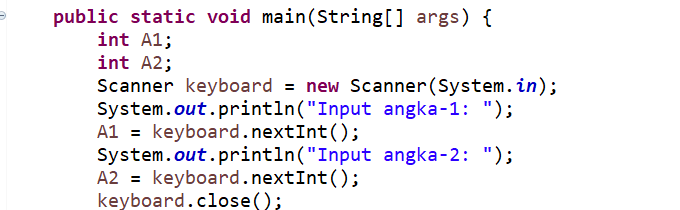 public static void main(String[] args) {
int A1;
int A2;
Scanner keyboard = new Scanner(System.in);
System.out.println("Input angka-1: ");
A1 = keyboard.nextInt();
System.out.println("Input angka-2: ");
A2 = keyboard.nextInt();
keyboard.close();